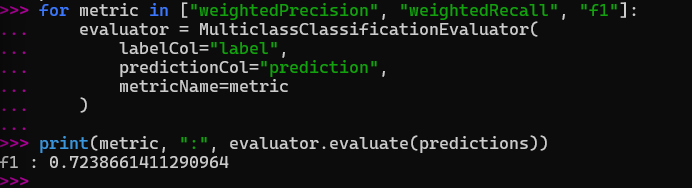 >>> for metric in ["weightedPrecision", "weightedRecall", "f1"]:
...     evaluator = MulticlassClassificationEvaluator(
...         labelCol="label",
...         predictionCol="prediction",
...         metricName=metric
...     )
...
>>> print(metric, ":", evaluator.evaluate(predictions))
f1 : 0.7238661411290964
>>>